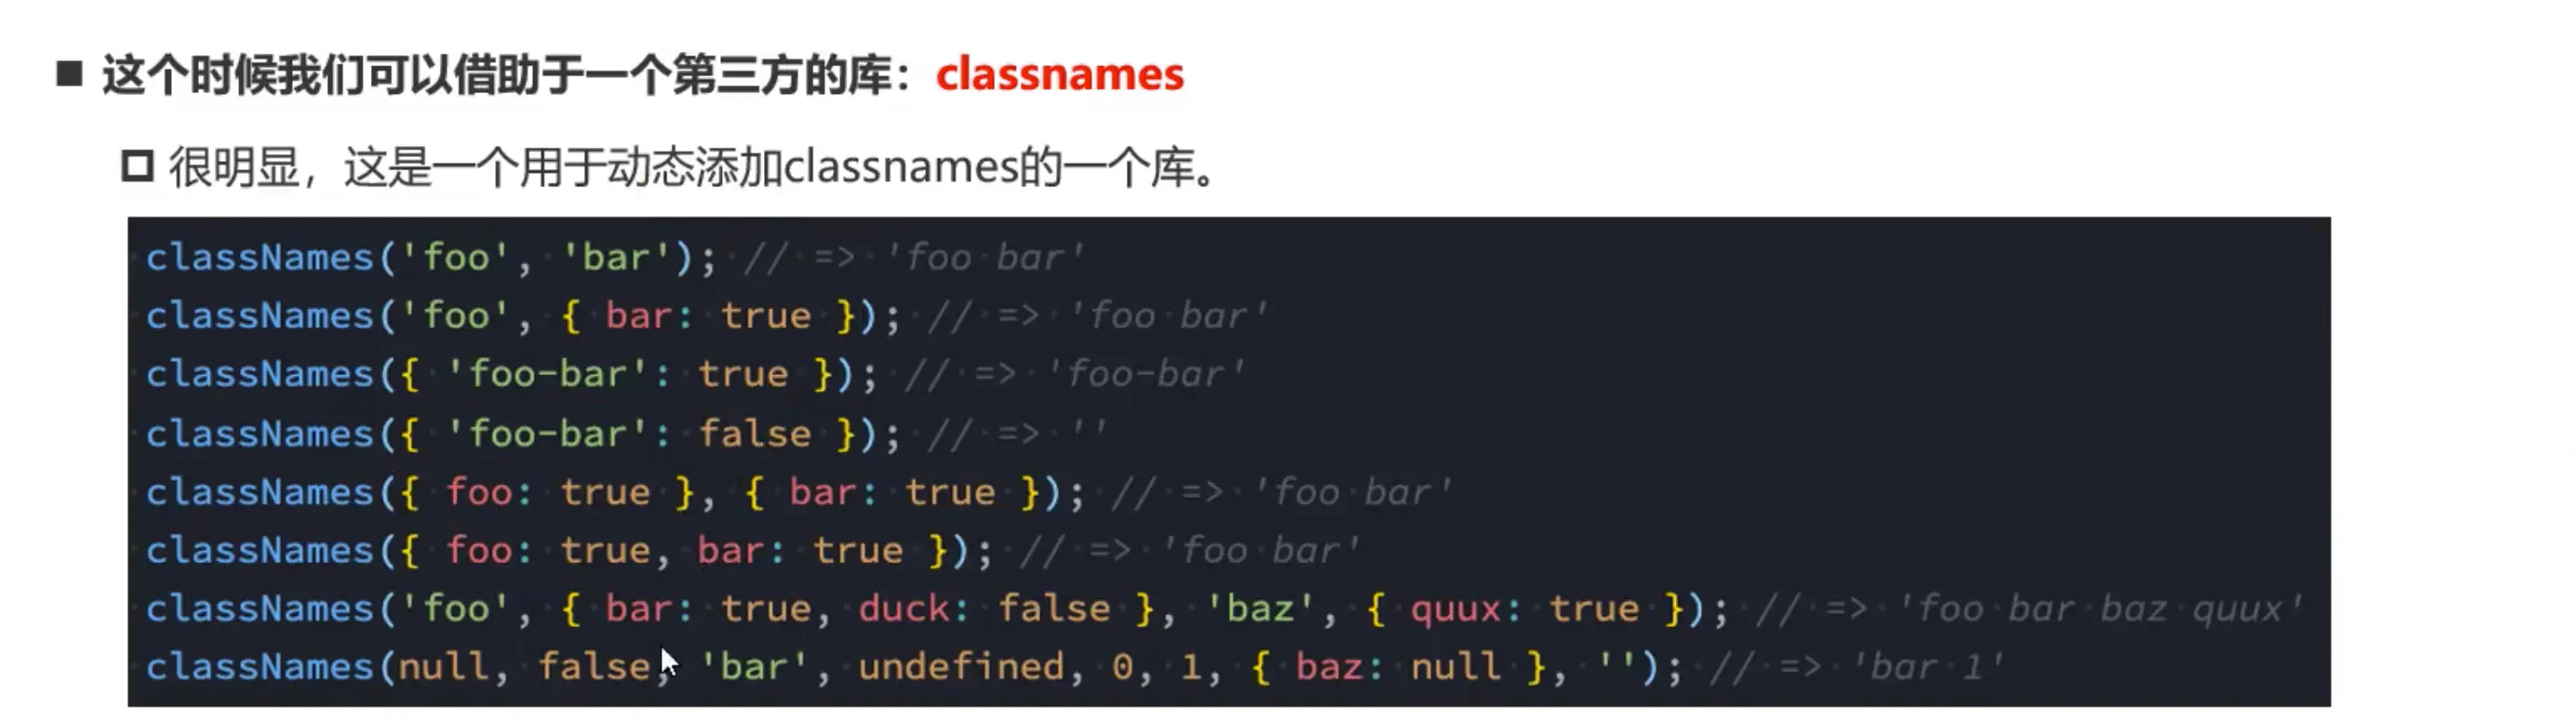 这个时候我们可以借助于一个第三方的库：classnames
很明显，这是一个用于动态添加classnames的一个库。
classNames('foo', 'bar'); // => 'foo bar'
classNames('foo', { bar: true }); // => 'foo bar'
classNames({ 'foo-bar': true }); // => 'foo-bar'
classNames({ 'foo-bar': false }); // => ''
classNames({ foo: true }, { bar: true }); // => 'foo bar'
classNames({ foo: true, bar: true }); // => 'foo bar'
classNames('foo', { bar: true, duck: false }, 'baz', { quux: true }); // => 'foo bar baz quux'
classNames(null, false, 'bar', undefined, 0, 1, { baz: null }, ''); // => 'bar 1'